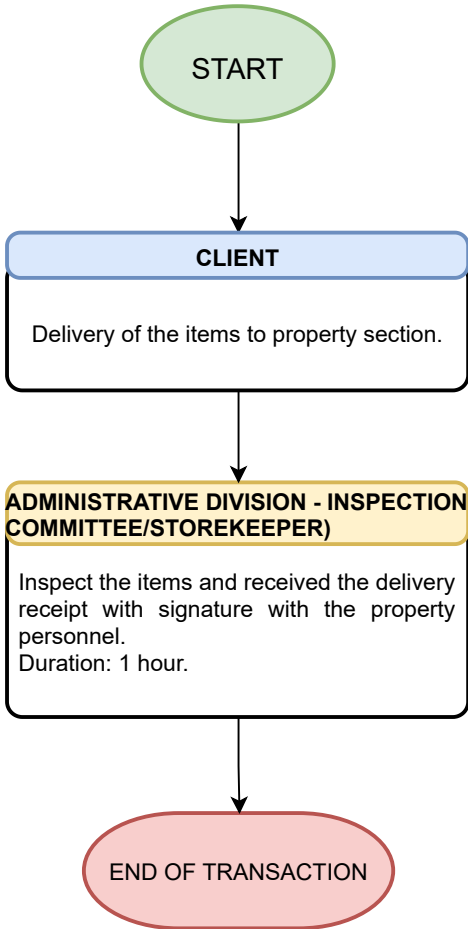 START
CLIENT
Delivery of the items to property section.
ADMINISTRATIVE DIVISION - INSPECTION
COMMITTEE/STOREKEEPER)
Inspect the items and received the delivery
receipt with signature with the property
personnel.
Duration: 1 hour.
END OF TRANSACTION